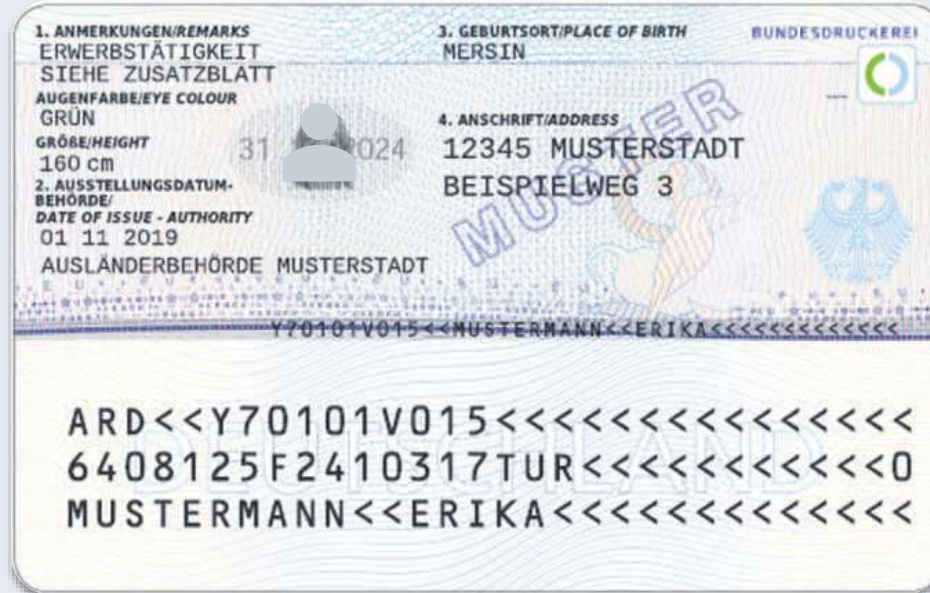 1. ANMERKUNGEN/REMARKS
ERWERBSTÄTIGKEIT
SIEHE ZUSATZBLATT
AUGENFARBE/EYE COLOUR
GRÜN
GRÖßE/HEIGHT
160 cm
2. AUSSTELLUNGSDATUM-
BEHÖRDE/
DATE OF ISSUE - AUTHORITY
01 11 2019
AUSLÄNDERBEHÖRDE MUSTERSTADT
31 2024
3. GEBURTSORT/PLACE OF BIRTH
MERSIN
BUNDESDRUCKEREI
4. ANSCHRIFT/ADDRESS
12345 MUSTERSTADT
BEISPIELWEG 3
MUSTER
Y70101V015<<MUSTERMANN<<ERIKA<<<<<<<<<<<<<
DEUTSCHLAND
ARD<<Y70101V015<<<<<<<<<<<<<<<
6408125F2410317TUR<<<<<<<<<<<0
MUSTERMANN<<ERIKA<<<<<<<<<<<<<